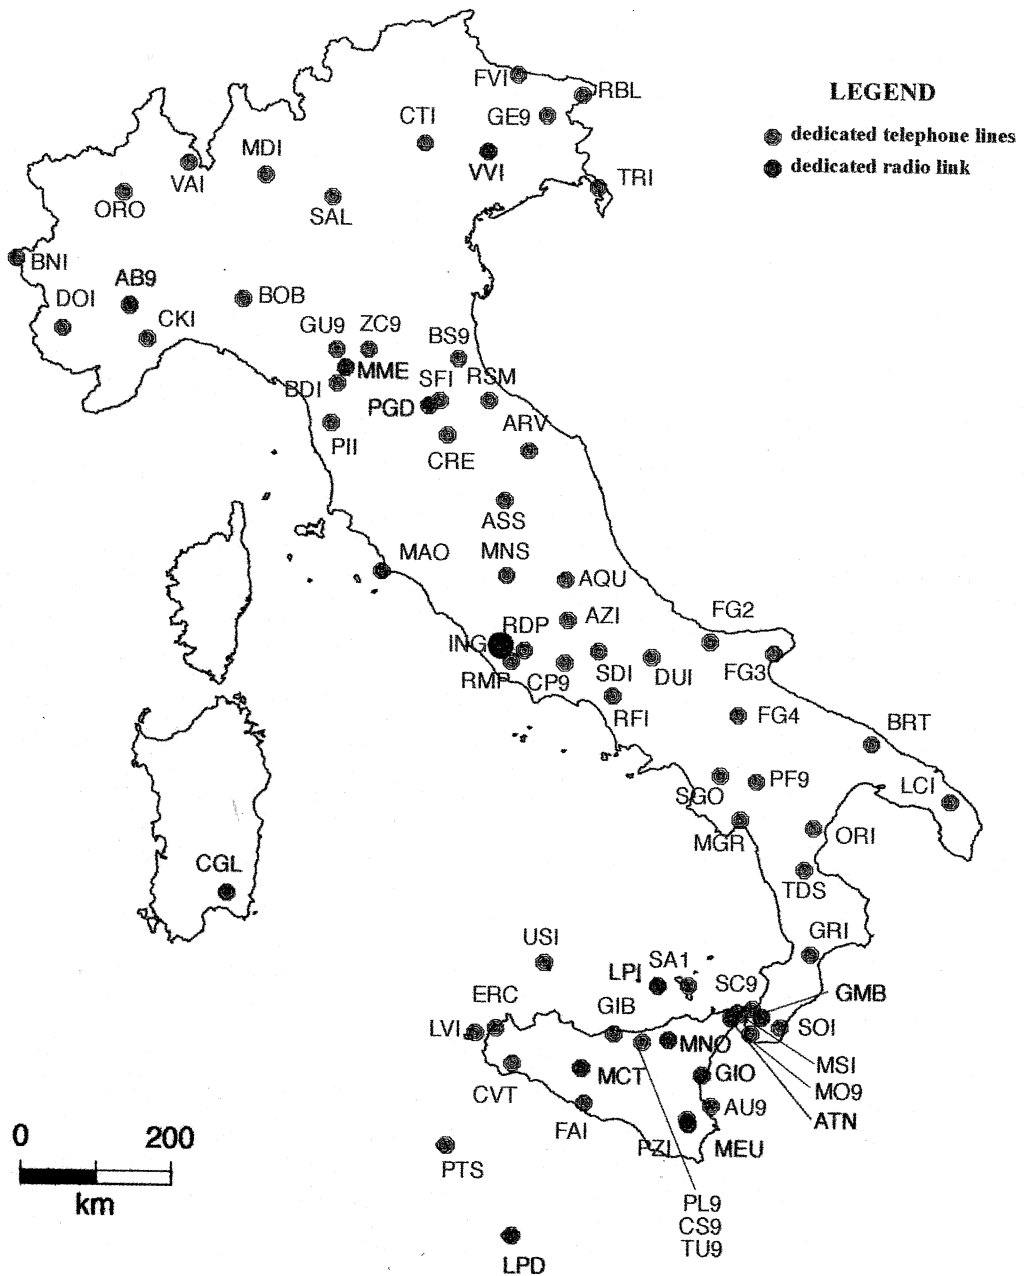 FVI
RBL
LEGEND
CTI
GE9
dedicated telephone lines
MDI
VVI
dedicated radio link
VAI
TRI
ORO
SAL
BNI
AB9
BOB
DOI
CKI
GU9
ZC9
BS9
MME
BDI
SFI
RSM
PGD
ARV
PII
CRE
ASS
MAO
MNS
AQU
AZI
FG2
RDP
ING
RMP
CP9
SDI
DUI
FG3
RFI
FG4
BRT
SGO
PF9
LCI
MGR
ORI
CGL
TDS
USI
GRI
LPI
SA1
SC9
GMB
ERC
GIB
LVI
SOI
MNO
MSI
CVT
MCT
GIO
MO9
FAI
AU9
ATN
0 200
PZI
MEU
PTS
km
PL9
CS9
TU9
LPD